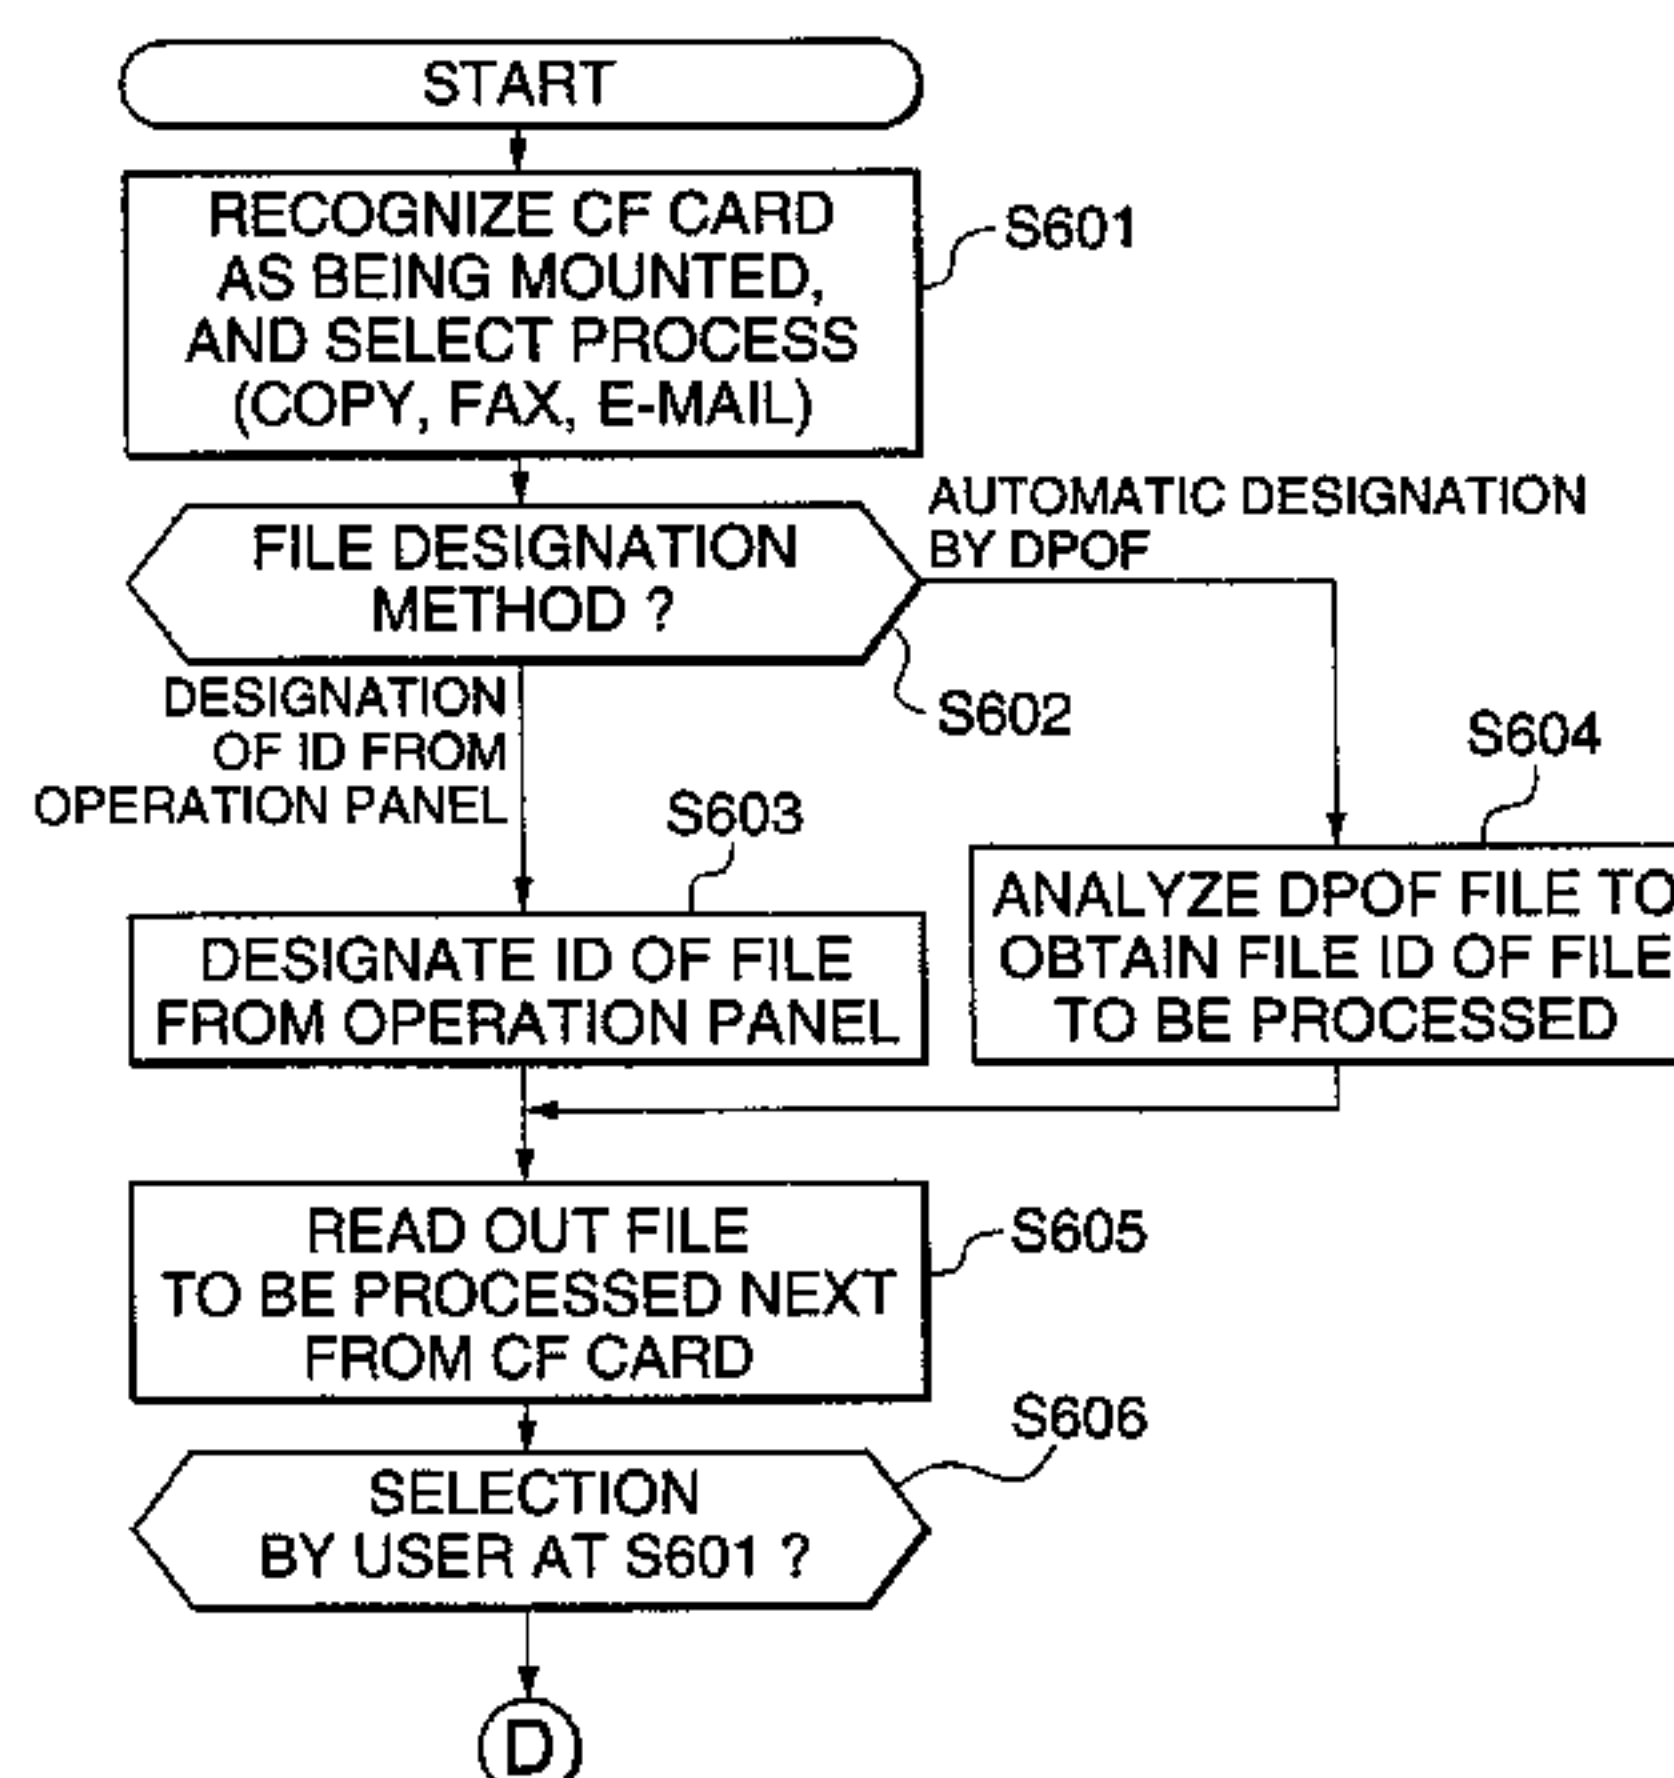 START
RECOGNIZE CF CARD
AS BEING MOUNTED,
AND SELECT PROCESS
(COPY, FAX, E-MAIL)
S601
FILE DESIGNATION
METHOD ?
AUTOMATIC DESIGNATION
BY DPOF
S602
DESIGNATION
OF ID FROM
OPERATION PANEL
S603
S604
DESIGNATE ID OF FILE
FROM OPERATION PANEL
ANALYZE DPOF FILE TO
OBTAIN FILE ID OF FILE
TO BE PROCESSED
READ OUT FILE
TO BE PROCESSED NEXT
FROM CF CARD
S605
S606
SELECTION
BY USER AT S601 ?
D